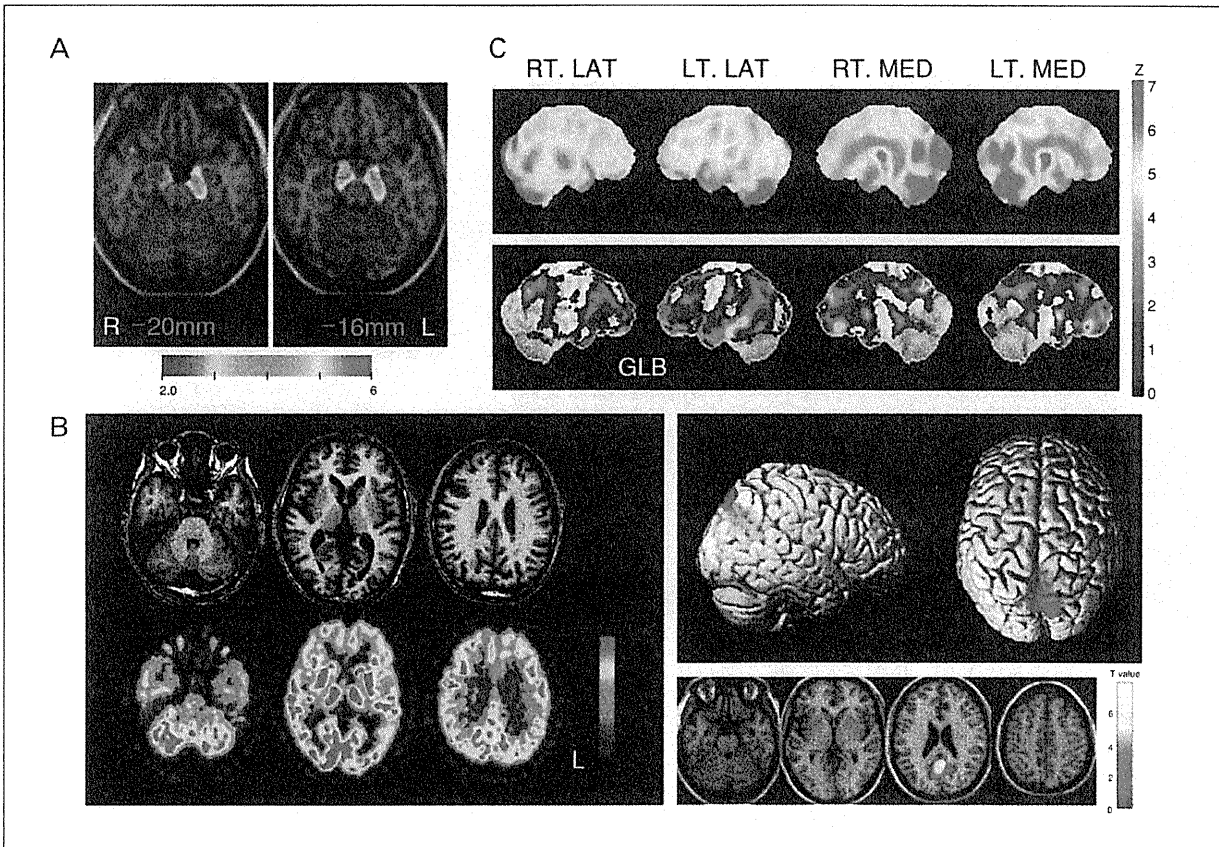 A
R −20mm
−16mm L
2.0 6
C
RT. LAT LT. LAT RT. MED LT. MED
GLB
Z
7
6
5
4
3
2
1
0
B
L
T value
6
4
2
0